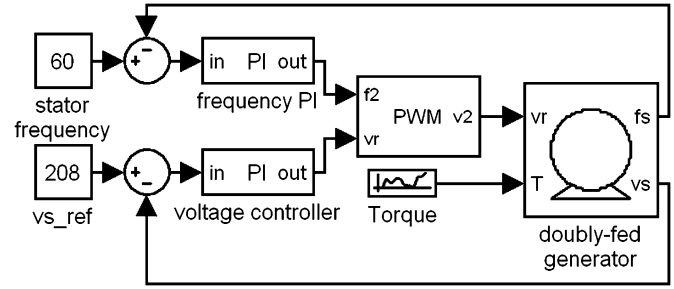 60
stator
frequency
+
-
in PI out
frequency PI
f2
vr
PWM v2
vr
T
fs
vs
208
vs_ref
+
-
in PI out
voltage controller
Torque
doubly-fed
generator